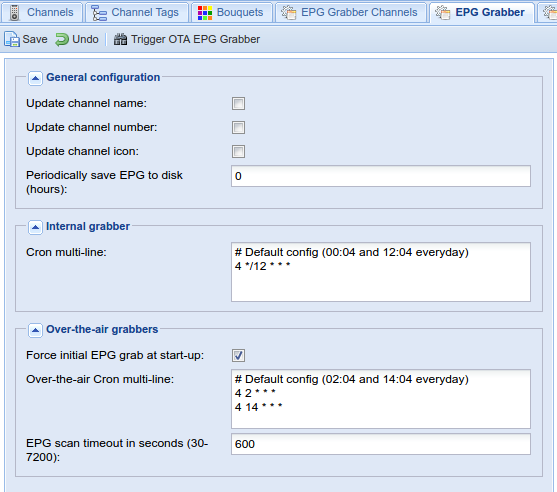 Channels Channel Tags Bouquets EPG Grabber Channels EPG Grabber
Save Undo Trigger OTA EPG Grabber
General configuration
Update channel name:
Update channel number:
Update channel icon:
Periodically save EPG to disk
(hours):
0
Internal grabber
Cron multi-line:
# Default config (00:04 and 12:04 everyday)
4 */12 * * *
Over-the-air grabbers
Force initial EPG grab at start-up:
Over-the-air Cron multi-line:
# Default config (02:04 and 14:04 everyday)
4 2 * * *
4 14 * * *
EPG scan timeout in seconds (30-
7200):
600